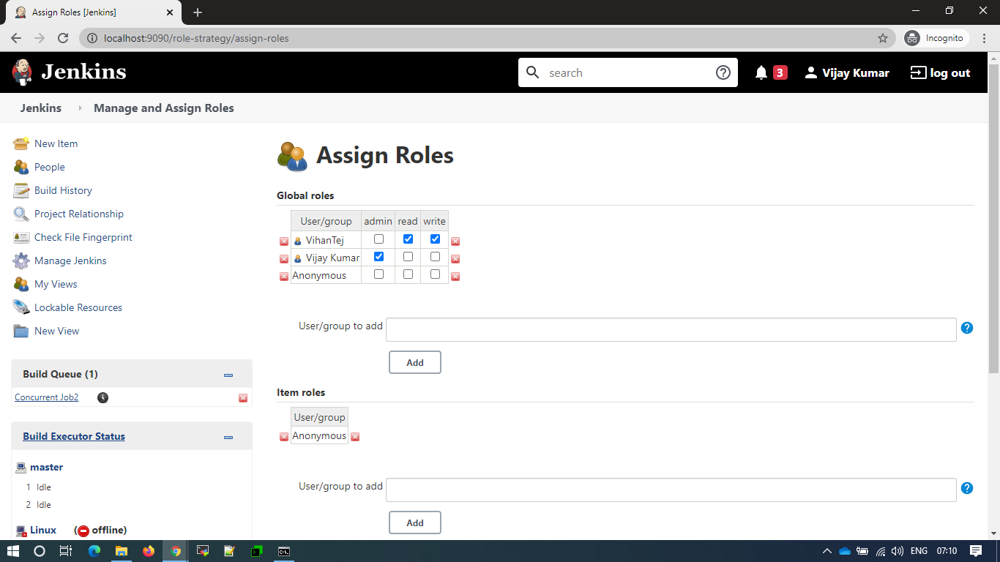 Assign Roles [Jenkins]
localhost:9090/role-strategy/assign-roles
Incognito
Jenkins
search
3
Vijay Kumar
log out
Jenkins
Manage and Assign Roles
New Item
People
Build History
Project Relationship
Check File Fingerprint
Manage Jenkins
My Views
Lockable Resources
New View
Build Queue (1)
Concurrent Job2
Build Executor Status
master
1 Idle
2 Idle
Linux (offline)
Assign Roles
Global roles
User/group admin read write
VihanTej
Vijay Kumar
Anonymous
User/group to add
Add
Item roles
User/group
Anonymous
User/group to add
Add
ENG 07:10